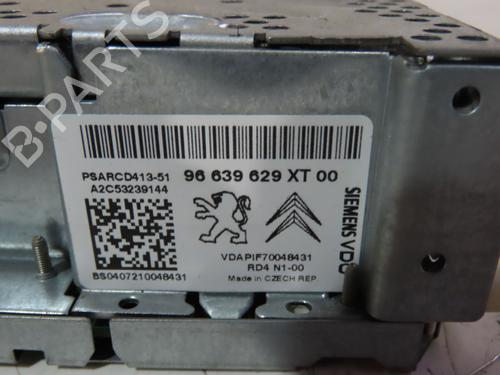 B-PARTS
PSARCD413-51
96 639 629 XT 00
A2C53239144
SIEMENS VDO
VDAPIF70048431
RD4 N1-00
BS0407210048431
Made in CZECH REP